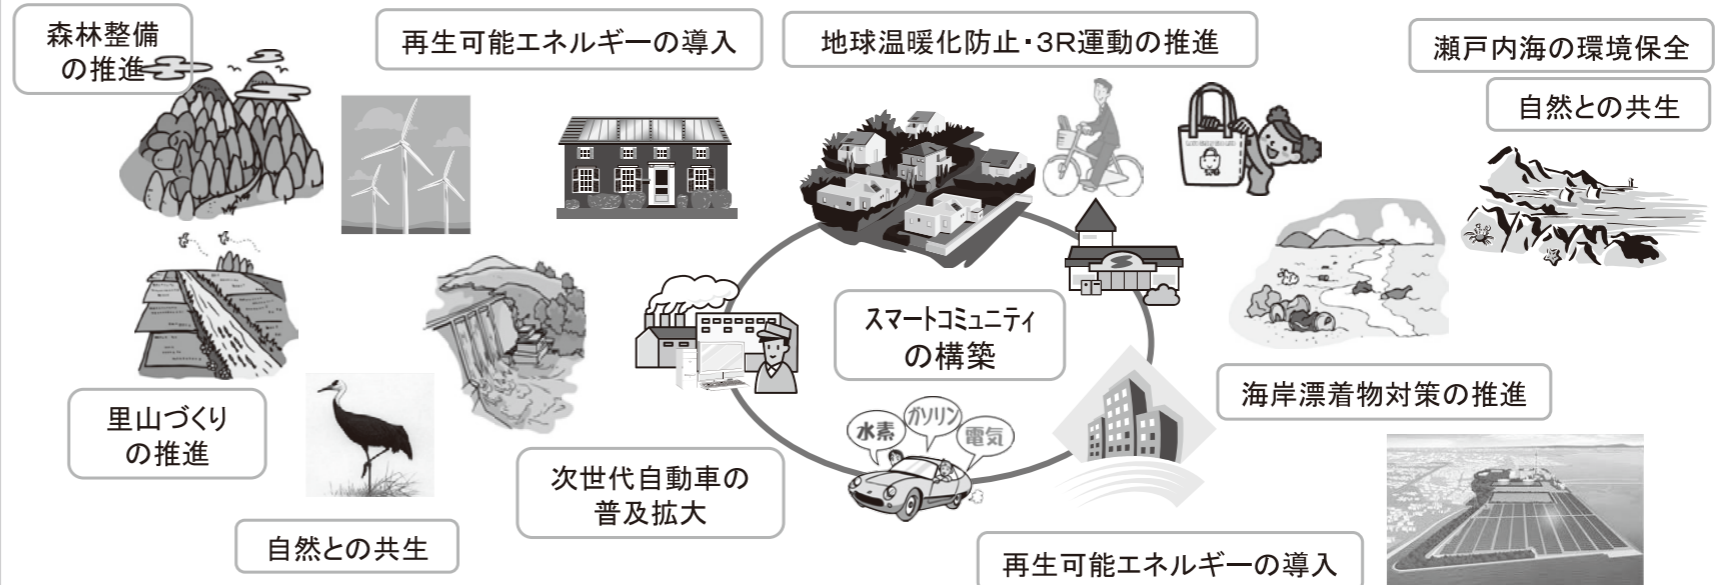 森林整備
の推進
再生可能エネルギーの導入
地球温暖化防止・3R運動の推進
瀬戸内海の環境保全
自然との共生
スマートコミュニティ
の構築
里山づくり
の推進
海岸漂着物対策の推進
水素
ガソリン
電気
次世代自動車の
普及拡大
自然との共生
再生可能エネルギーの導入